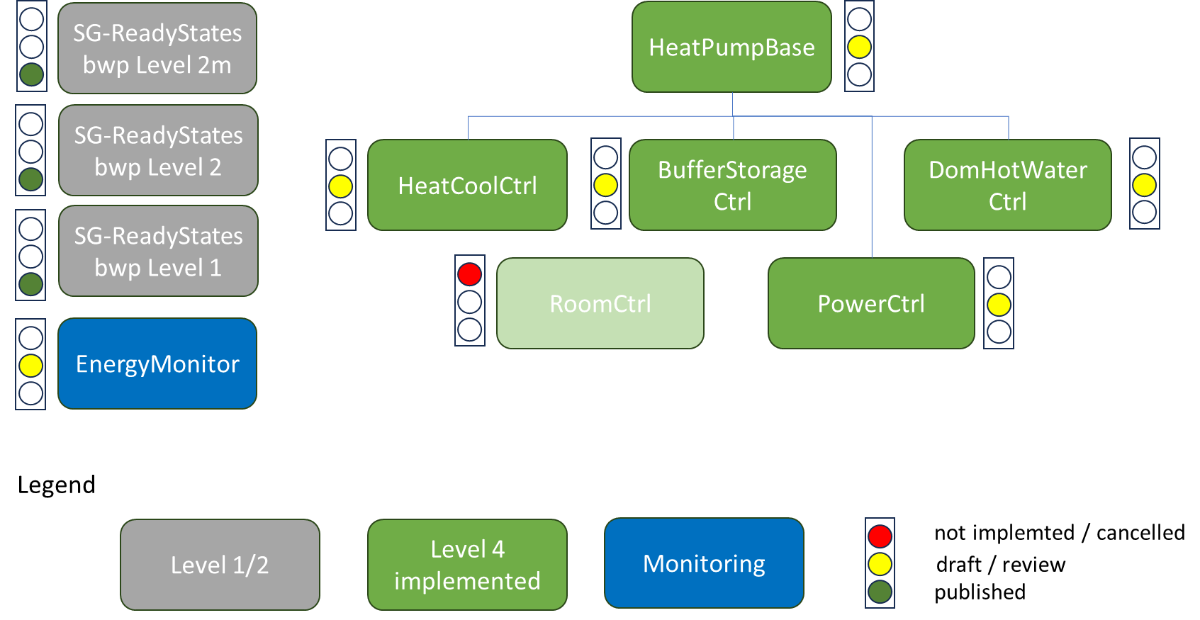 SG-ReadyStates
bwp Level 2m
HeatPumpBase
SG-ReadyStates
bwp Level 2
HeatCoolCtrl
BufferStorage
Ctrl
DomHotWater
Ctrl
SG-ReadyStates
bwp Level 1
RoomCtrl
PowerCtrl
EnergyMonitor
Legend
Level 1/2
Level 4
implemented
Monitoring
not implemted / cancelled
draft / review
published